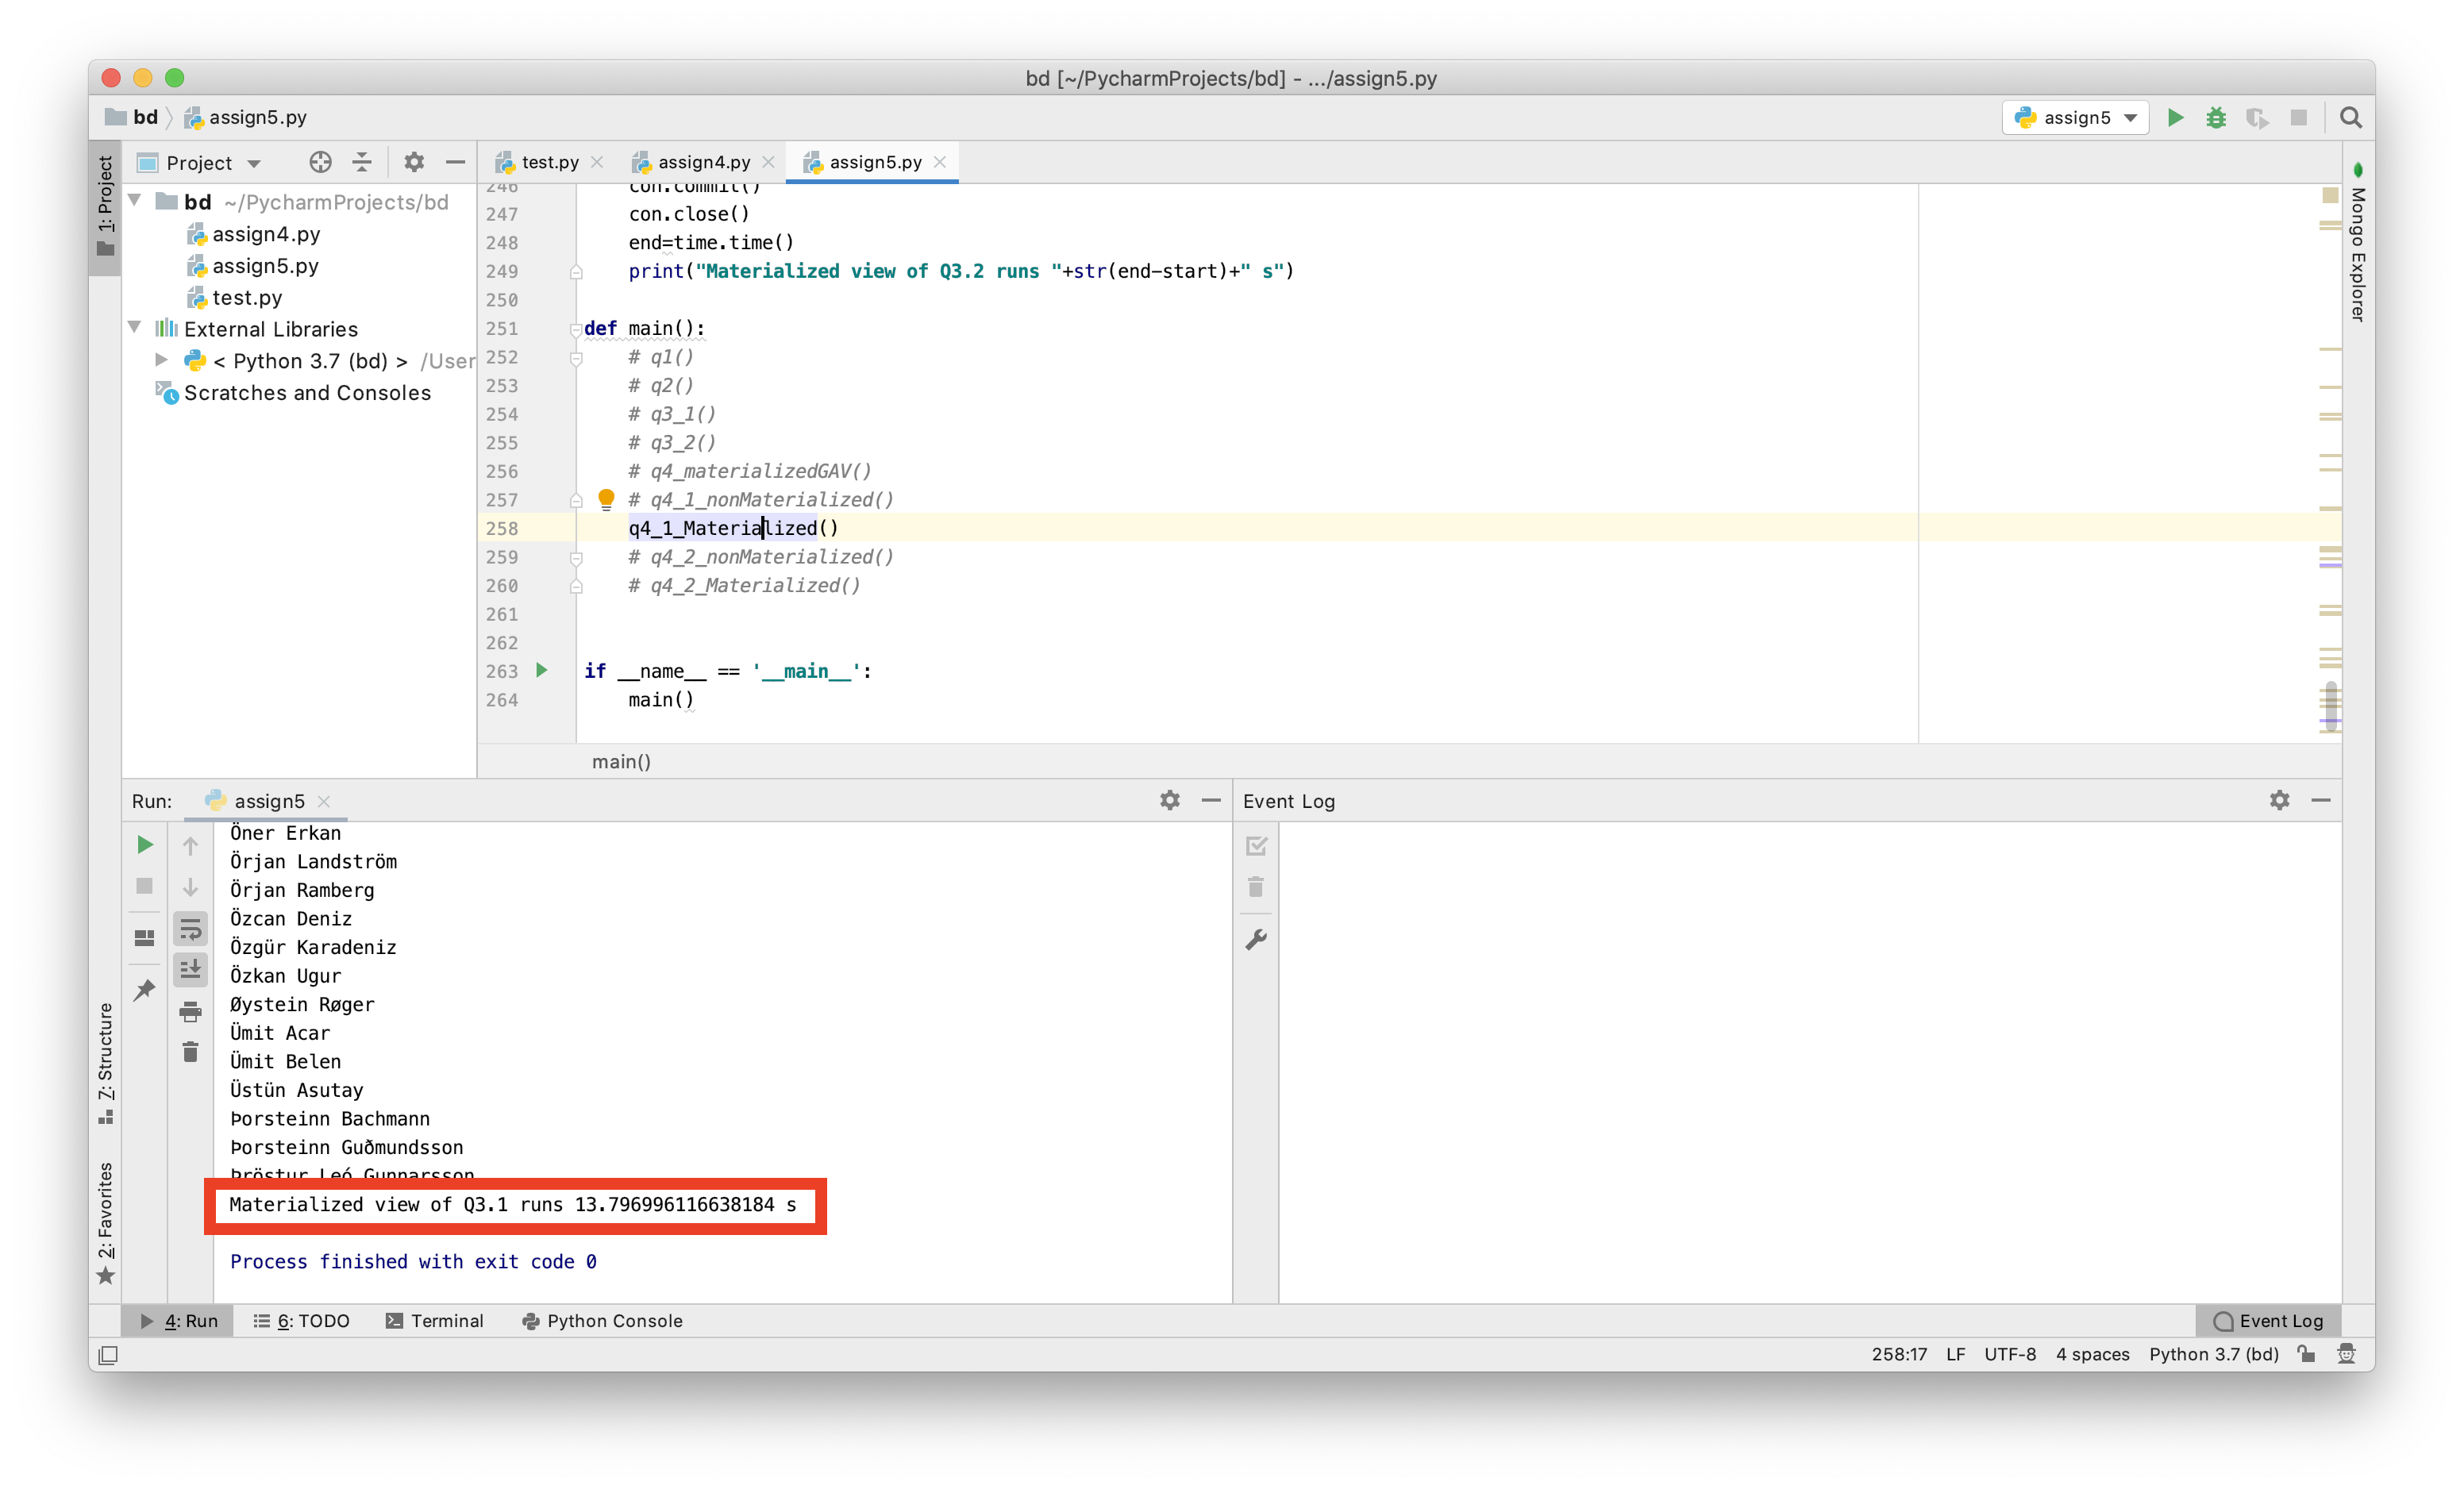 bd [~/PycharmProjects/bd] - .../assign5.py
bd assign5.py
assign5
1: Project
Project
test.py
assign4.py
assign5.py
bd ~/PycharmProjects/bd
assign4.py
assign5.py
test.py
External Libraries
< Python 3.7 (bd) > /User
Scratches and Consoles
246 con.commit()
247 con.close()
248 end=time.time()
249 print("Materialized view of Q3.2 runs "+str(end-start)+" s")
250
251 def main():
252 # q1()
253 # q2()
254 # q3_1()
255 # q3_2()
256 # q4_materializedGAV()
257 # q4_1_nonMaterialized()
258 q4_1_Materialized()
259 # q4_2_nonMaterialized()
260 # q4_2_Materialized()
261
262
263 if __name__ == '__main__':
264 main()
main()
Mongo Explorer
Run: assign5
Event Log
Öner Erkan
Örjan Landström
Örjan Ramberg
Özcan Deniz
Özgür Karadeniz
Özkan Ugur
Øystein Røger
Ümit Acar
Ümit Belen
Üstün Asutay
Þorsteinn Bachmann
Þorsteinn Guðmundsson
Þröstur Leó Gunnarsson
Materialized view of Q3.1 runs 13.796996116638184 s
Process finished with exit code 0
7: Structure
2: Favorites
4: Run
6: TODO
Terminal
Python Console
Event Log
258:17 LF UTF-8 4 spaces Python 3.7 (bd)